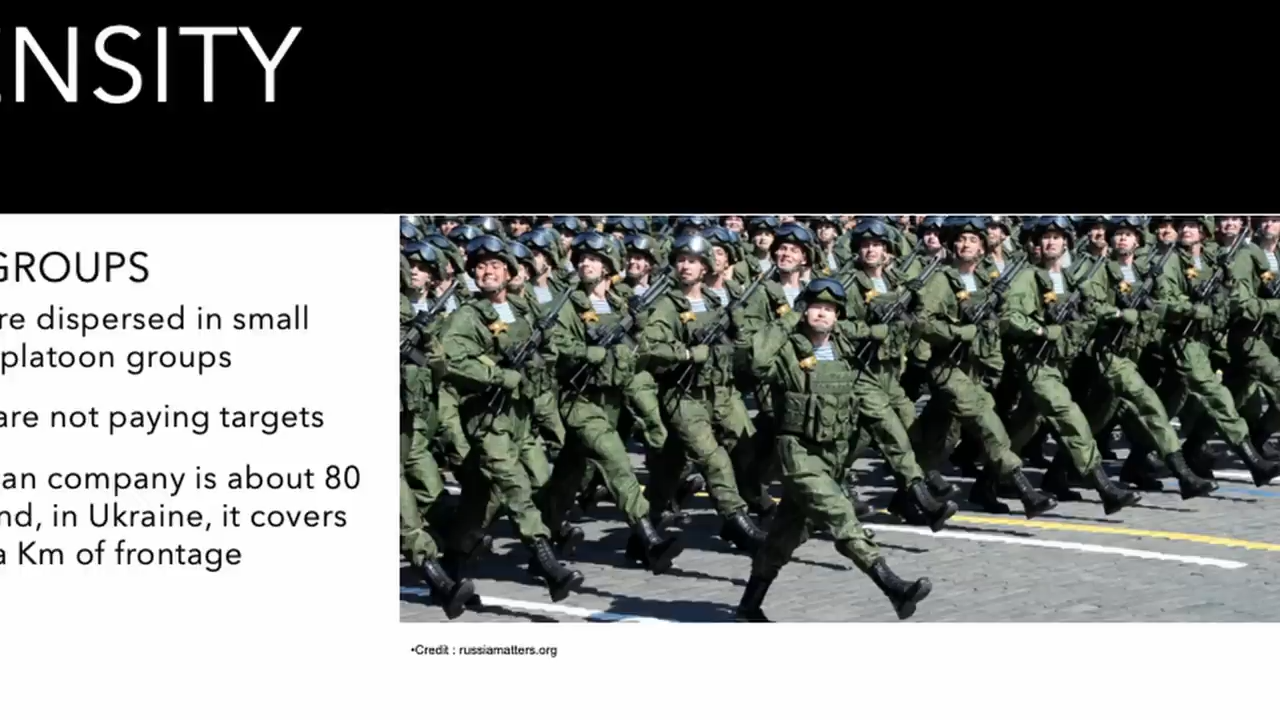 ENSITY
GROUPS
re dispersed in small
platoon groups
are not paying targets
an company is about 80
nd, in Ukraine, it covers
a Km of frontage
•Credit : russiamatters.org